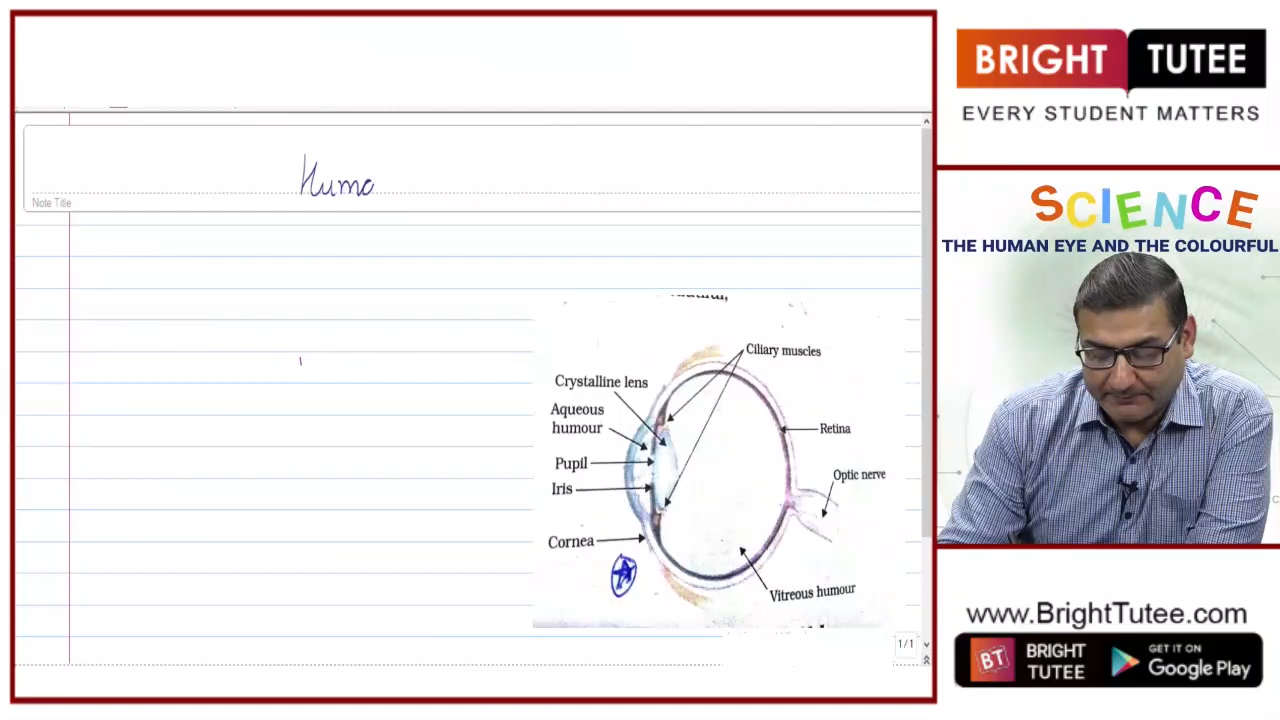 Huma
Note Title
Ciliary muscles
Crystalline lens
Aqueous
humour
Retina
Pupil
Optic nerve
Iris
Cornea
Vitreous humour
1/1
BRIGHT TUTEE
EVERY STUDENT MATTERS
SCIENCE
THE HUMAN EYE AND THE COLOURFUL
www.BrightTutee.com
BT
BRIGHT
TUTEE
GET IT ON
Google Play